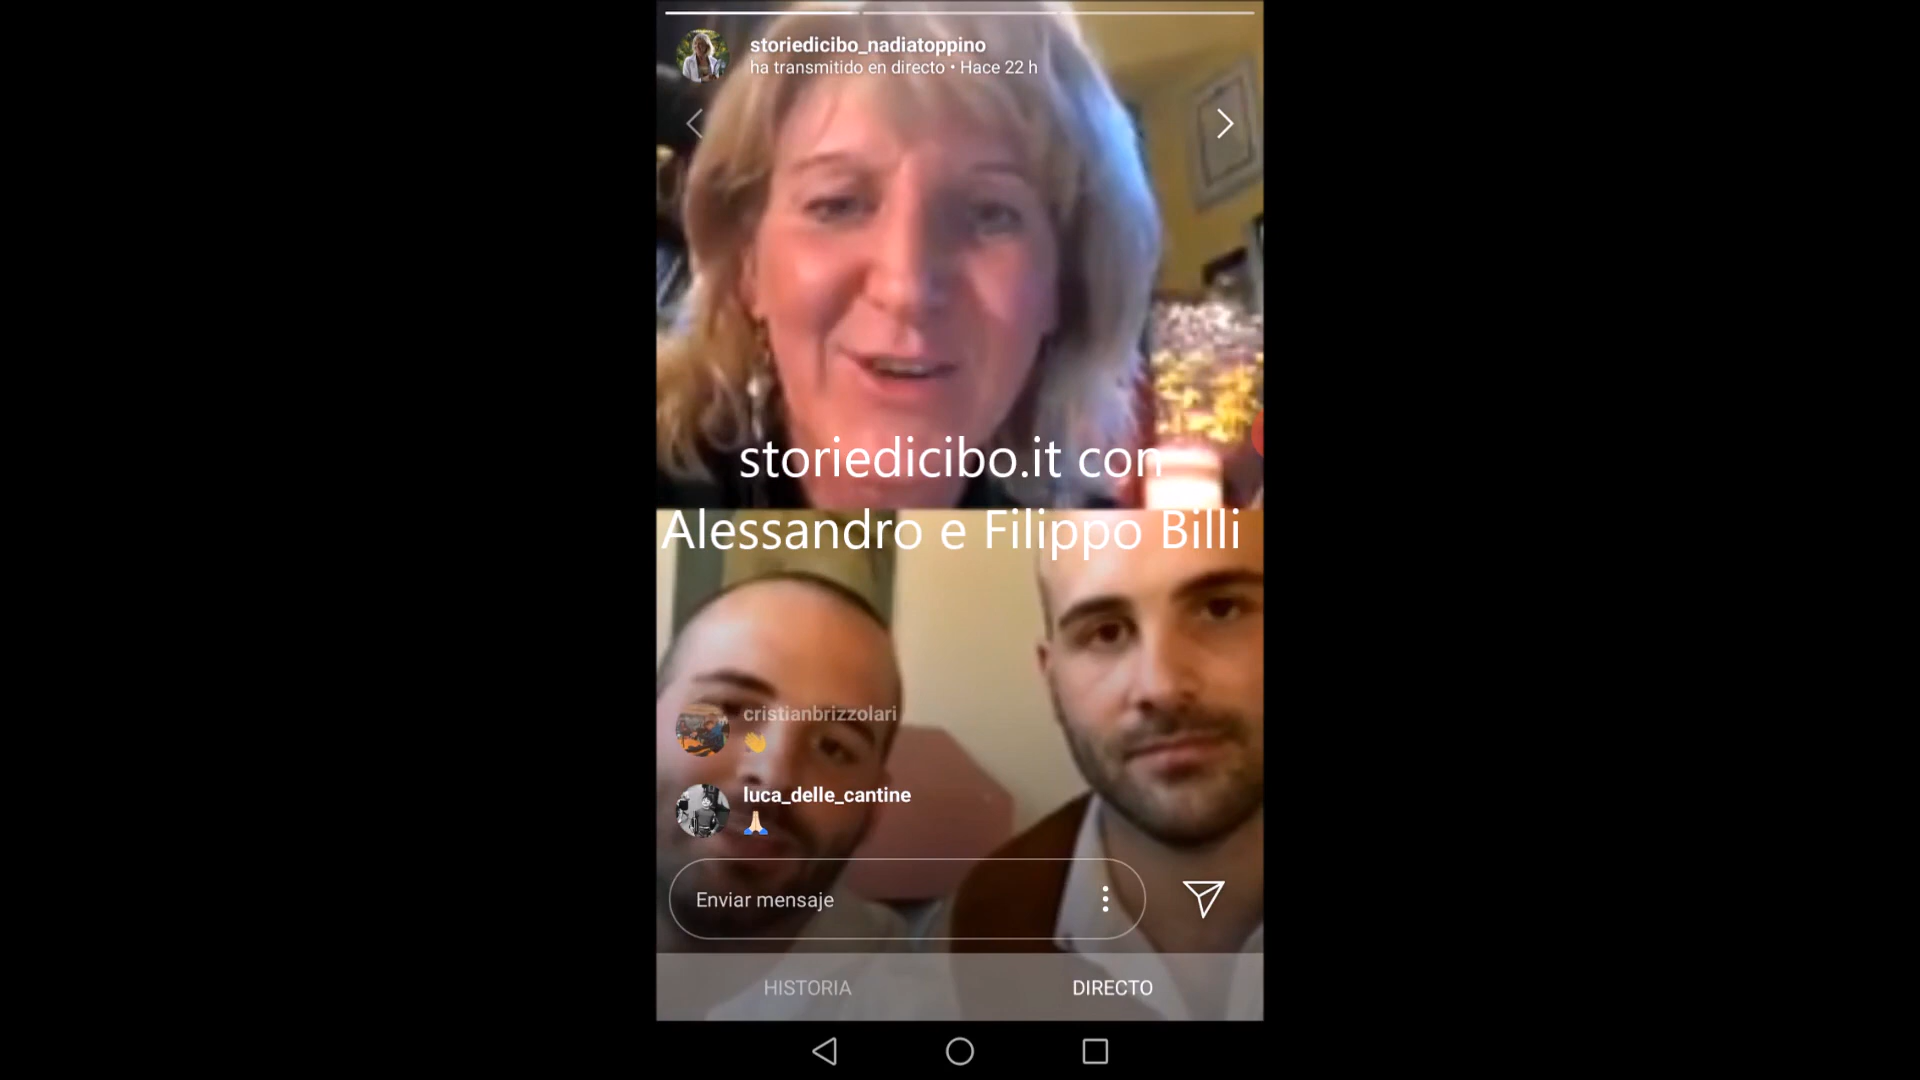 storiedicibo_nadiatoppino
ha transmitido en directo • Hace 22 h
storiedicibo.it con
Alessandro e Filippo Billi
cristianbrizzolari
👏
luca_delle_cantine
🙏🏻
Enviar mensaje
HISTORIA
DIRECTO